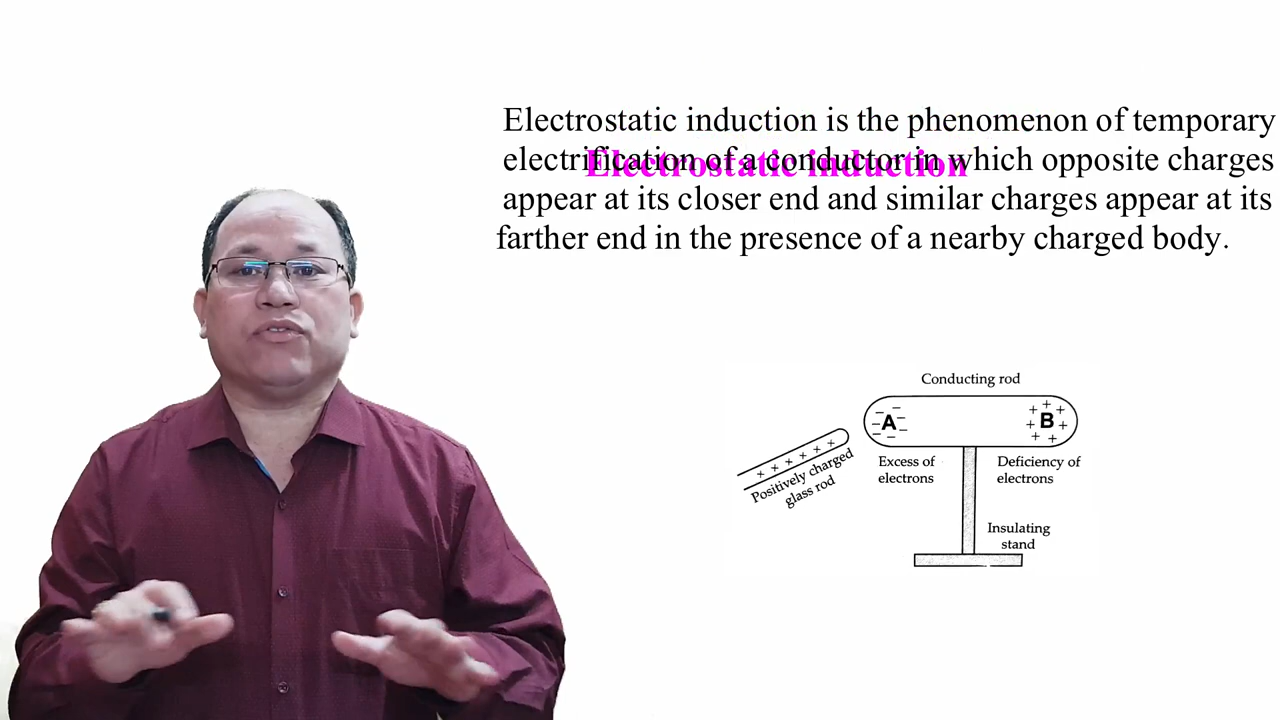 Electrostatic induction is the phenomenon of temporary
electrification of a conductor in which opposite charges
Electrostatic induction
appear at its closer end and similar charges appear at its
farther end in the presence of a nearby charged body.
Conducting rod
− − − − − − A
+ + + + + + + B
+ + + + + +
Positively charged
glass rod
Excess of
electrons
Deficiency of
electrons
Insulating
stand